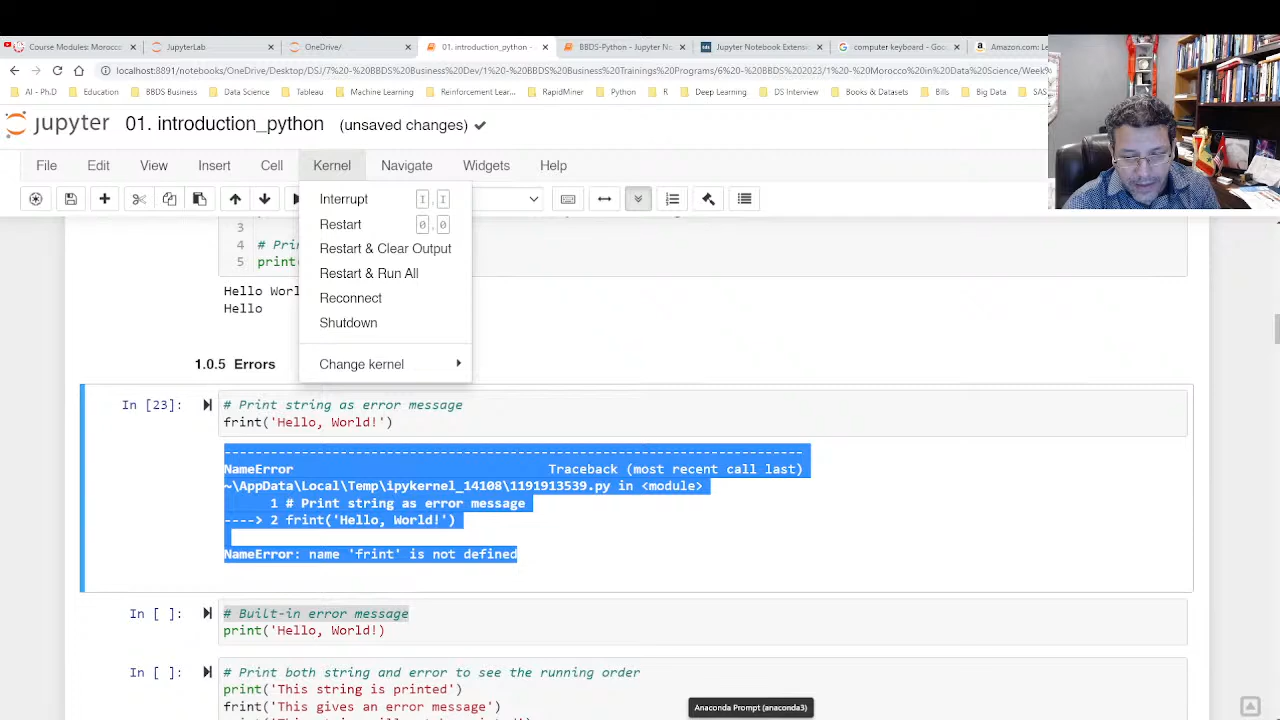 Course Modules: Morocc
JupyterLab
OneDrive/
01. introduction_python -
BBDS-Python - Jupyter No
Jupyter Notebook Extensi
computer keyboard - Goo
Amazon.com: Le
localhost:8891/notebooks/OneDrive/Desktop/DSJ/7%20-%20BBDS%20Business%20Dev/1%20-%20BBDS%20Business%20Trainings%20Programs/6%20-%20BBDS%202023/1%20-%20Morocco%20in%20Data%20Science/Week%
AI - Ph.D
Education
BBDS Business
Data Science
Tableau
Machine Learning
Reinforcement Lear...
RapidMiner
Python
R
Deep Learning
DS Interview
Books & Datasets
Bills
Big Data
SAS
jupyter 01. introduction_python (unsaved changes)
File Edit View Insert Cell Kernel Navigate Widgets Help
Interrupt I , I
Restart 0 , 0
Restart & Clear Output
Restart & Run All
Reconnect
Shutdown
Change kernel
3
4 # Pri
5 print
Hello Worl
Hello
1.0.5 Errors
In [23]:
# Print string as error message
frint('Hello, World!')
---------------------------------------------------------------------------
NameError Traceback (most recent call last)
~\AppData\Local\Temp\ipykernel_14108\1191913539.py in <module>
1 # Print string as error message
----> 2 frint('Hello, World!')
NameError: name 'frint' is not defined
In [ ]:
# Built-in error message
print('Hello, World!)
In [ ]:
# Print both string and error to see the running order
print('This string is printed')
frint('This gives an error message')
Anaconda Prompt (anaconda3)